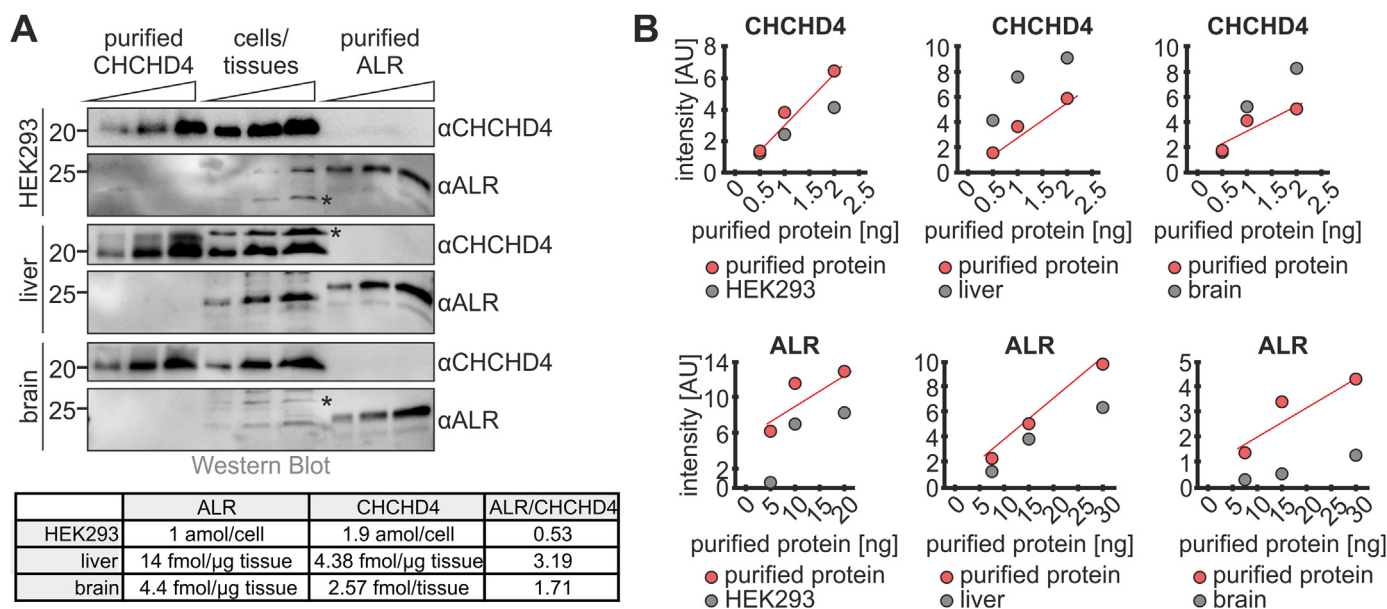 A
purified
CHCHD4
cells/
tissues
purified
ALR
HEK293
20
αCHCHD4
25
αALR
*
liver
20
αCHCHD4
*
25
αALR
brain
20
αCHCHD4
25
αALR
*
Western Blot
ALR CHCHD4 ALR/CHCHD4
HEK293 1 amol/cell 1.9 amol/cell 0.53
liver 14 fmol/µg tissue 4.38 fmol/µg tissue 3.19
brain 4.4 fmol/µg tissue 2.57 fmol/tissue 1.71
B
CHCHD4
intensity [AU]
8
6
4
2
0
0 0.5 1 1.5 2 2.5
purified protein [ng]
purified protein
HEK293
CHCHD4
10
8
6
4
2
0
0 0.5 1 1.5 2 2.5
purified protein [ng]
purified protein
liver
CHCHD4
10
8
6
4
2
0
0 0.5 1 1.5 2 2.5
purified protein [ng]
purified protein
brain
ALR
intensity [AU]
14
10
6
2
0
0 5 10 15 20
purified protein [ng]
purified protein
HEK293
ALR
10
8
6
4
2
0
0 5 10 15 20 25 30
purified protein [ng]
purified protein
liver
ALR
5
4
3
2
1
0
0 5 10 15 20 25 30
purified protein [ng]
purified protein
brain